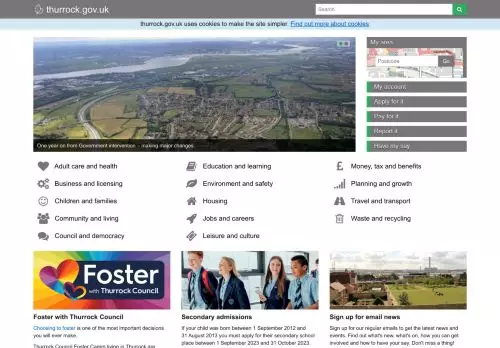 thurrock.gov.uk
Search
thurrock.gov.uk uses cookies to make the site simpler. Find out more about cookies
My area
Postcode
Go
My account
Apply for it
Pay for it
Report it
Have my say
One year on from Government intervention - making major changes
Adult care and health
Education and learning
Money, tax and benefits
Business and licensing
Environment and safety
Planning and growth
Children and families
Housing
Travel and transport
Community and living
Jobs and careers
Waste and recycling
Council and democracy
Leisure and culture
Foster
with Thurrock Council
Foster with Thurrock Council
Choosing to foster is one of the most important decisions
you will ever make.
Thurrock Council Foster Carers living in Thurrock are
Secondary admissions
If your child was born between 1 September 2012 and
31 August 2013 you must apply for their secondary school
place between 1 September 2023 and 31 October 2023.
Sign up for email news
Sign up for our regular emails to get the latest news and
events. Find out what's new, what's on, how you can get
involved and how to have your say. Don't miss a thing!